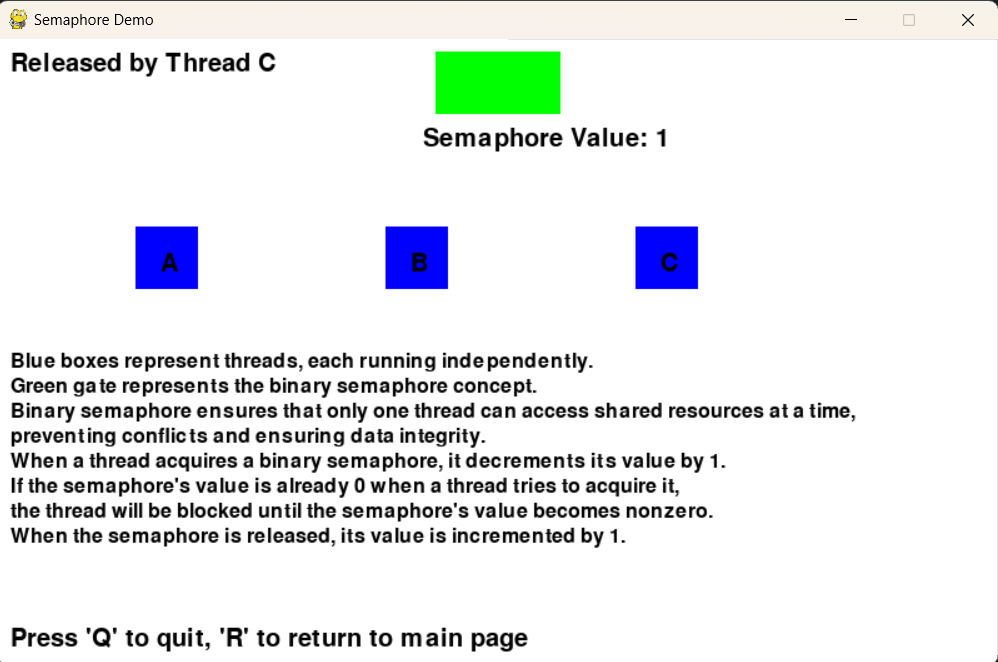 Semaphore Demo
Released by Thread C
Semaphore Value: 1
A
B
C
Blue boxes represent threads, each running independently.
Green gate represents the binary semaphore concept.
Binary semaphore ensures that only one thread can access shared resources at a time,
preventing conflicts and ensuring data integrity.
When a thread acquires a binary semaphore, it decrements its value by 1.
If the semaphore's value is already 0 when a thread tries to acquire it,
the thread will be blocked until the semaphore's value becomes nonzero.
When the semaphore is released, its value is incremented by 1.
Press 'Q' to quit, 'R' to return to main page